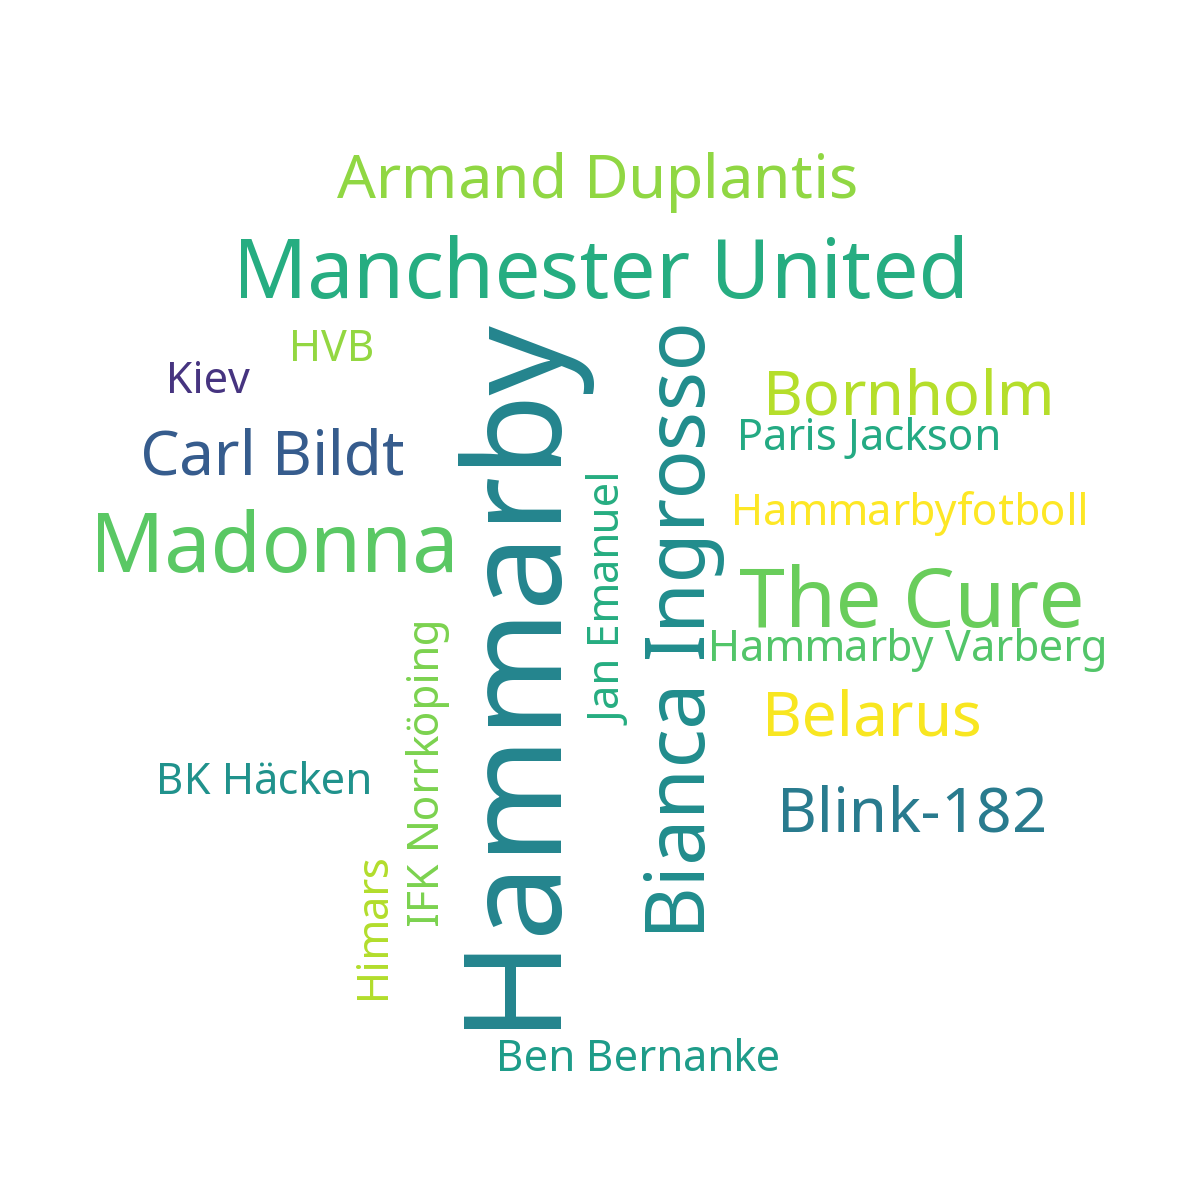 Armand Duplantis
Manchester United
HVB
Kiev
Carl Bildt
Madonna
Hammarby
Jan Emanuel
Bianca Ingrosso
Bornholm
Paris Jackson
Hammarbyfotboll
The Cure
Hammarby Varberg
Belarus
Blink-182
IFK Norrköping
BK Häcken
Himars
Ben Bernanke